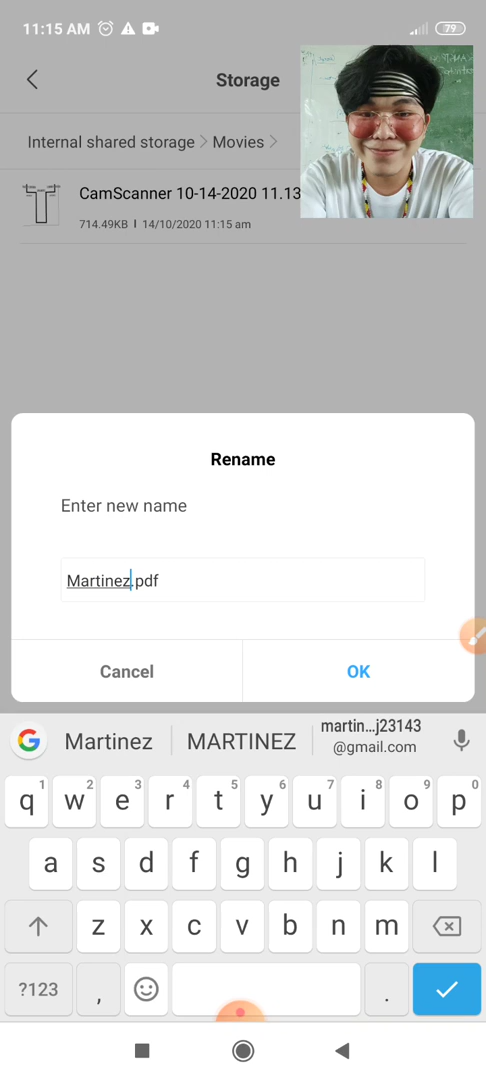 11:15 AM 79
Storage
Internal shared storage > Movies >
CamScanner 10-14-2020 11.13
714.49KB | 14/10/2020 11:15 am
Rename
Enter new name
Martinez.pdf
Cancel OK
Martinez MARTINEZ martin...j23143
@gmail.com
1 2 3 4 5 6 7 8 9 0
q w e r t y u i o p
a s d f g h j k l
z x c v b n m
?123 , .